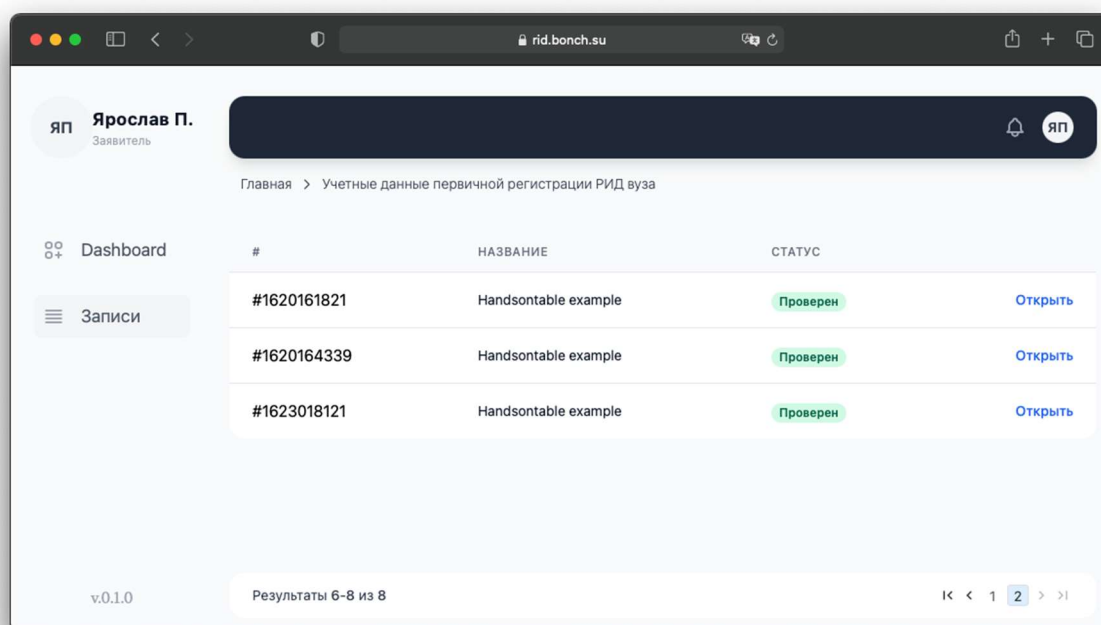 rid.bonch.su
ЯП
Ярослав П.
Заявитель
ЯП
Главная > Учетные данные первичной регистрации РИД вуза
Dashboard
Записи
# НАЗВАНИЕ СТАТУС
#1620161821 Handsontable example Проверен Открыть
#1620164339 Handsontable example Проверен Открыть
#1623018121 Handsontable example Проверен Открыть
v.0.1.0
Результаты 6-8 из 8
1 2